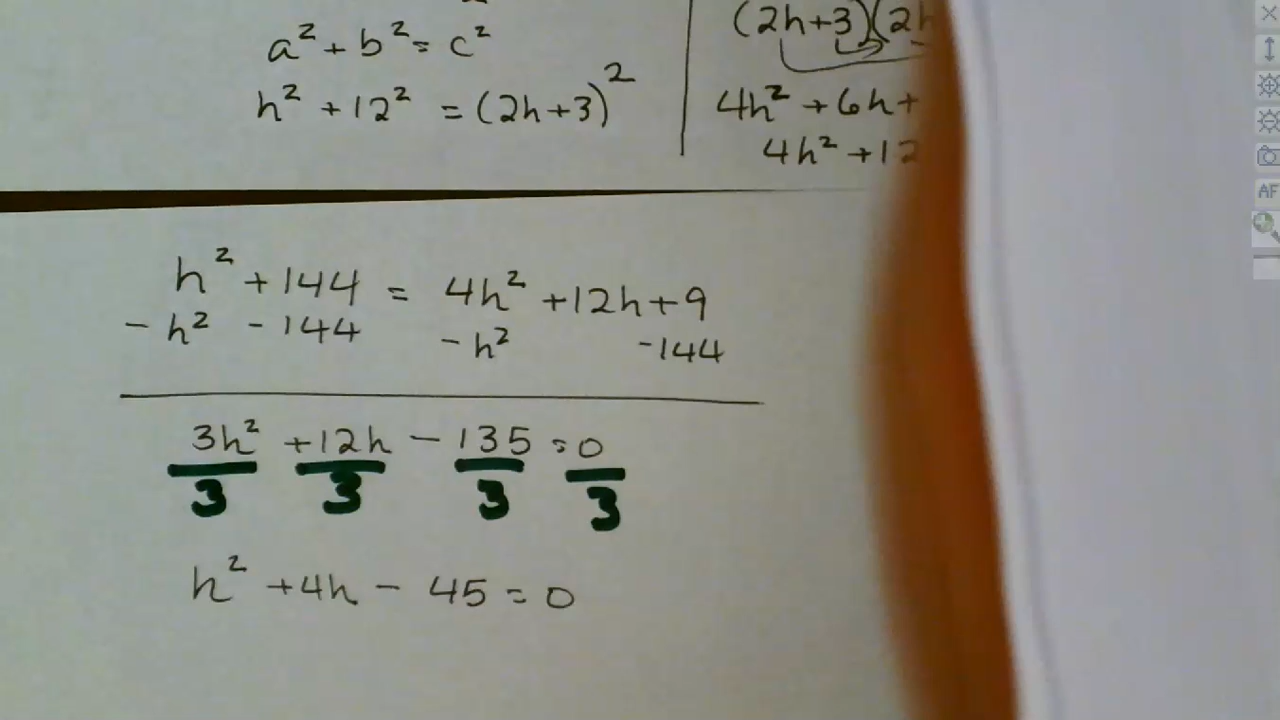 a² + b² = c²
h² + 12² = (2h+3)²
(2h+3)(2h
4h² + 6h +
4h² + 12
h² + 144 = 4h² + 12h + 9
- h² - 144 - h² - 144
3h² + 12h - 135 = 0
3 3 3 3
h² + 4h - 45 = 0
AF